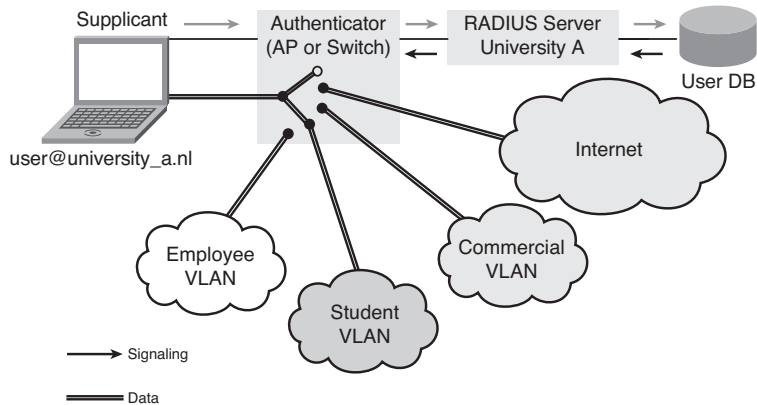 Supplicant
Authenticator
(AP or Switch)
RADIUS Server
University A
User DB
user@university_a.nl
Internet
Employee
VLAN
Commercial
VLAN
Student
VLAN
Signaling
Data